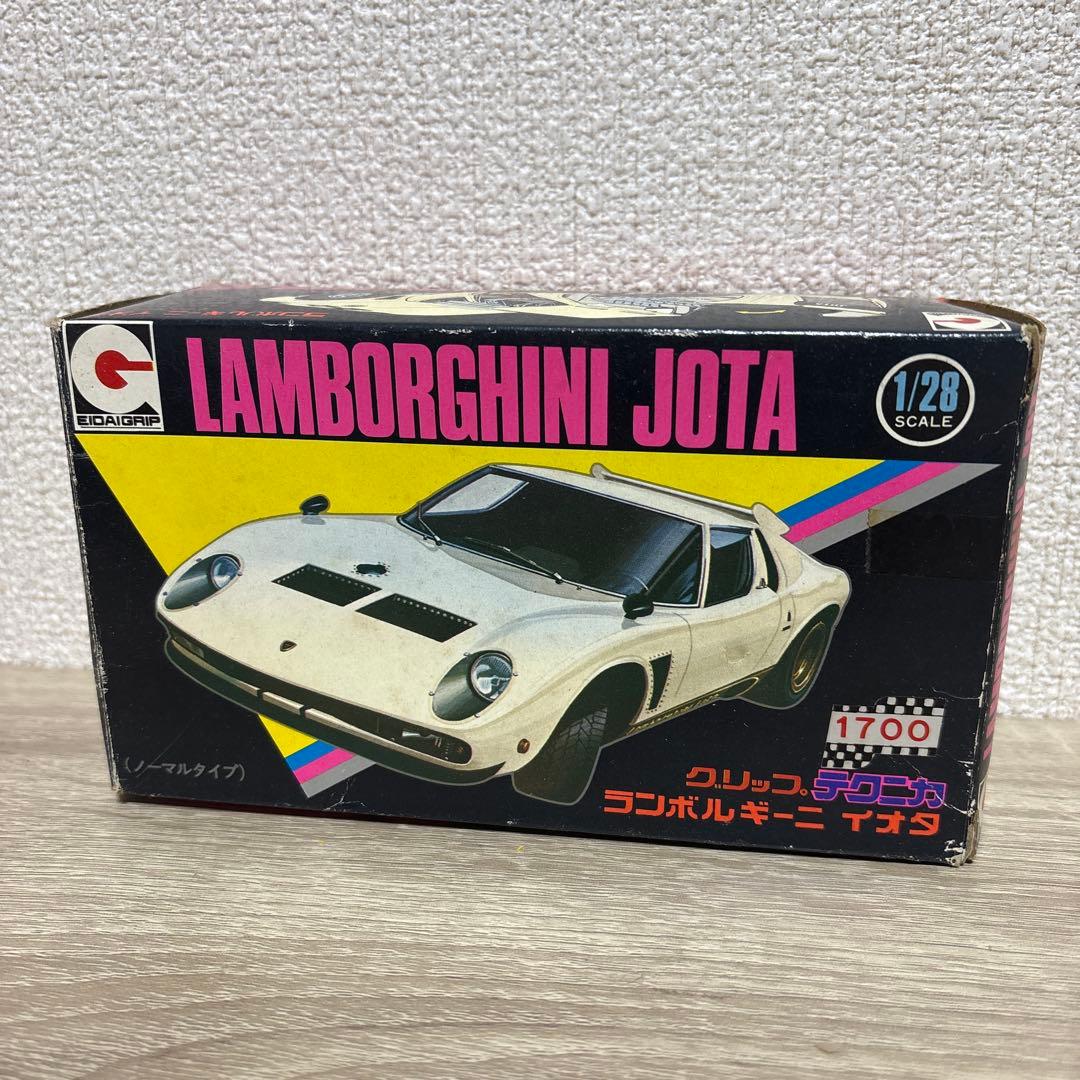 EIDAIGRIP
LAMBORGHINI JOTA
1/28
SCALE
(ノーマルタイプ)
1700
グリップ テクニカ
ランボルギーニ イオタ